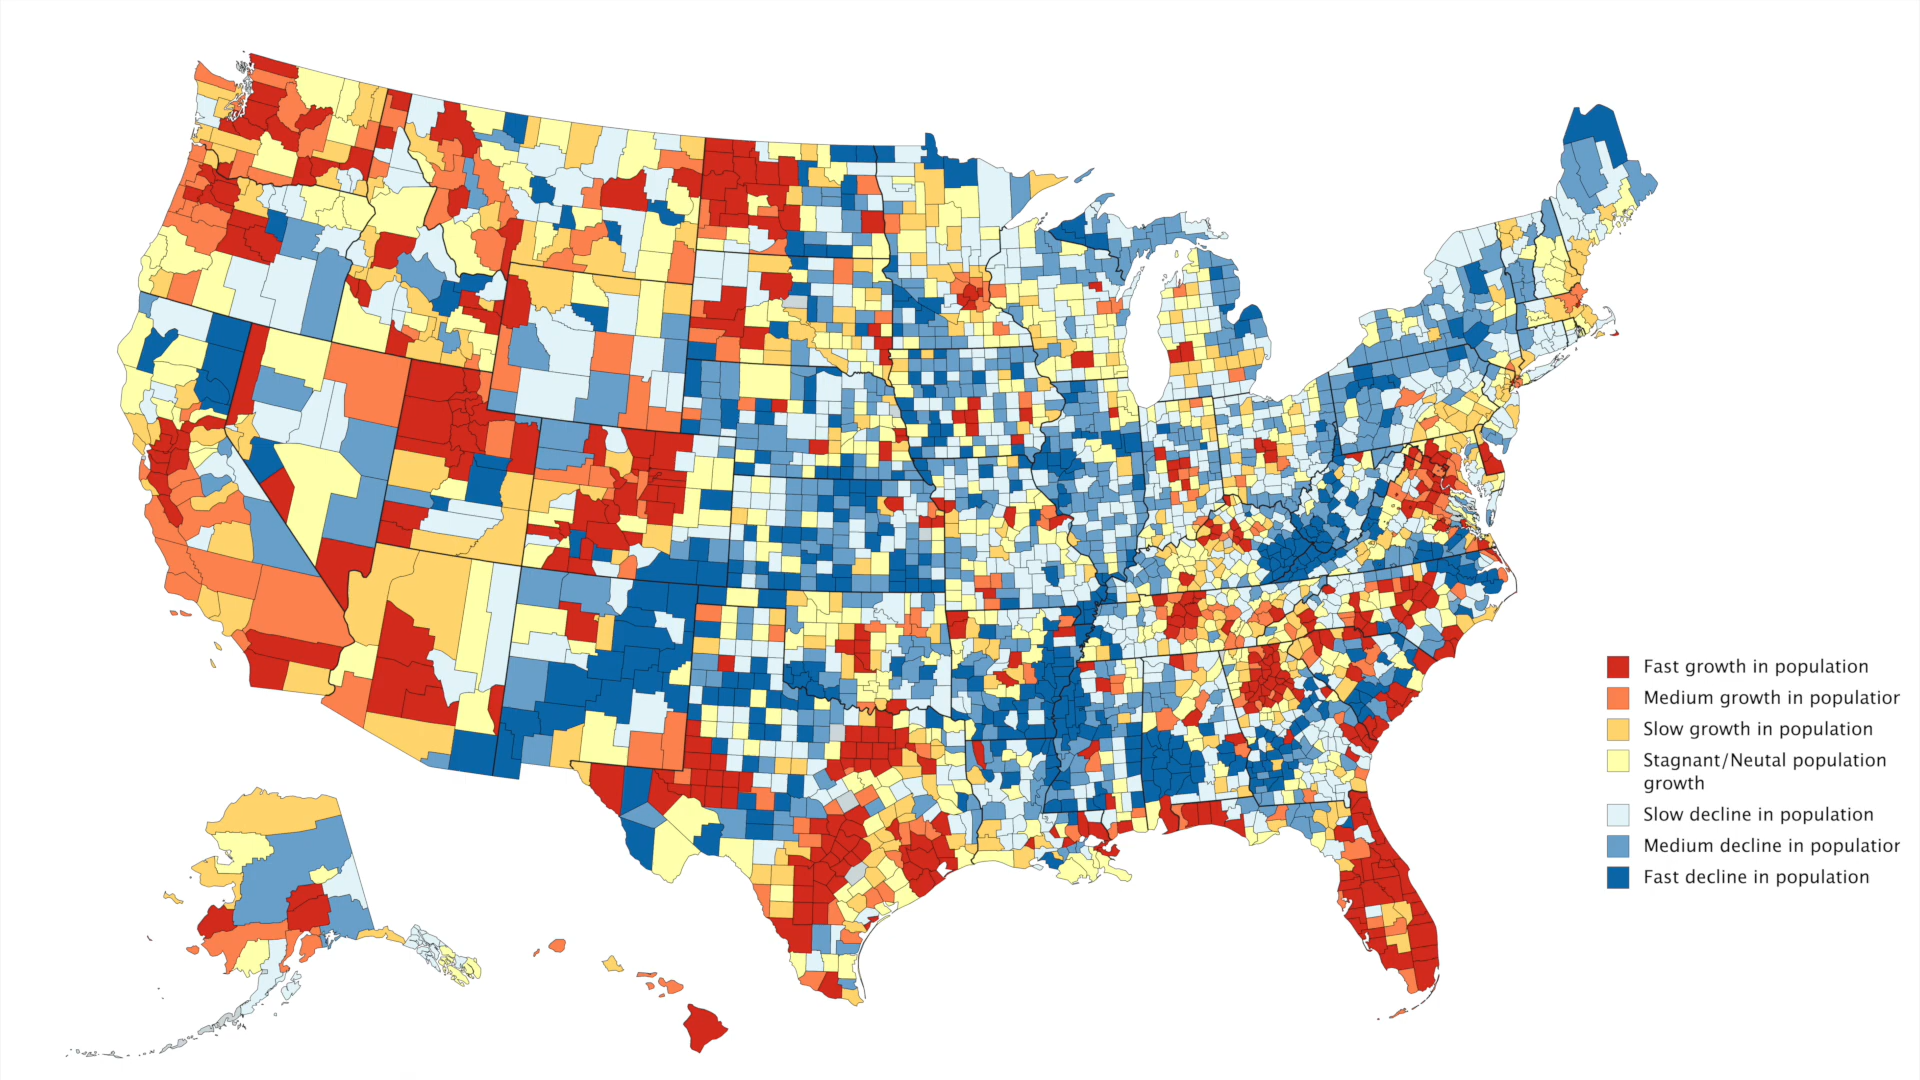 Fast growth in population
Medium growth in populatior
Slow growth in population
Stagnant/Neutal population
growth
Slow decline in population
Medium decline in populatior
Fast decline in population